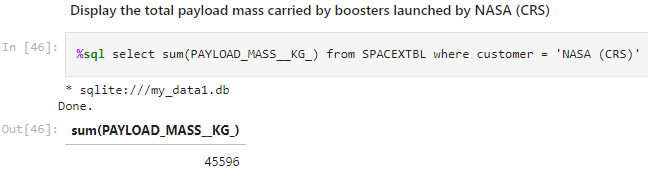 Display the total payload mass carried by boosters launched by NASA (CRS)
In [46]: %sql select sum(PAYLOAD_MASS__KG_) from SPACEXTBL where customer = 'NASA (CRS)'
* sqlite:///my_data1.db
Done.
Out[46]: sum(PAYLOAD_MASS__KG_)
45596